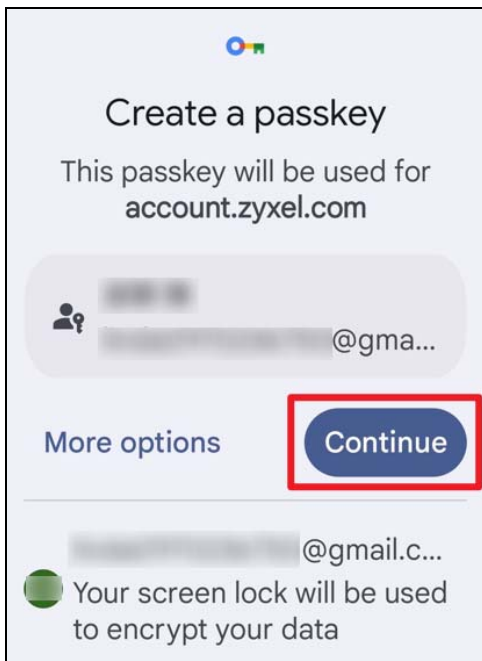 Create a passkey
This passkey will be used for
account.zyxel.com
@gma...
More options
Continue
@gmail.c...
Your screen lock will be used
to encrypt your data